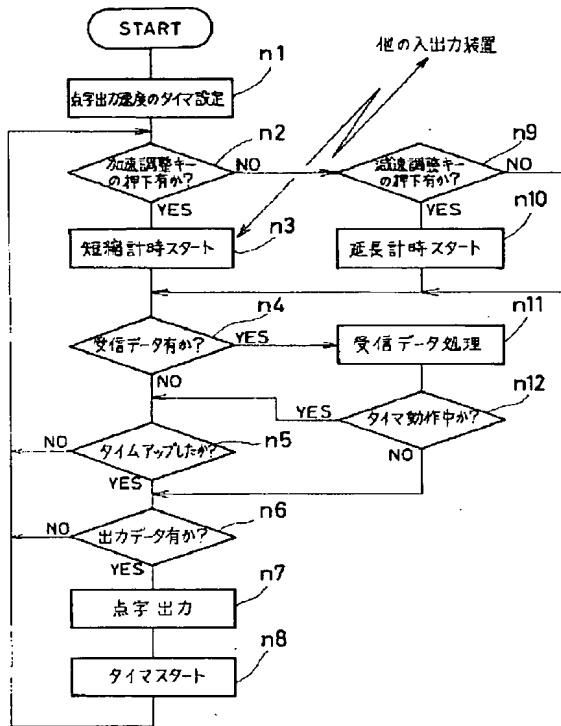 START
n1
点字出力速度のタイマ設定
他の入出力装置
n2
加速調整キー
の押下有か?
NO
YES
n9
減速調整キー
の押下有か?
NO
YES
n3
短縮計時スタート
n10
延長計時スタート
n4
受信データ有か?
YES
NO
n11
受信データ処理
n12
タイマ動作中か?
YES
NO
n5
タイムアップしたか?
NO
YES
n6
出力データ有か?
NO
YES
n7
点字出力
n8
タイマスタート